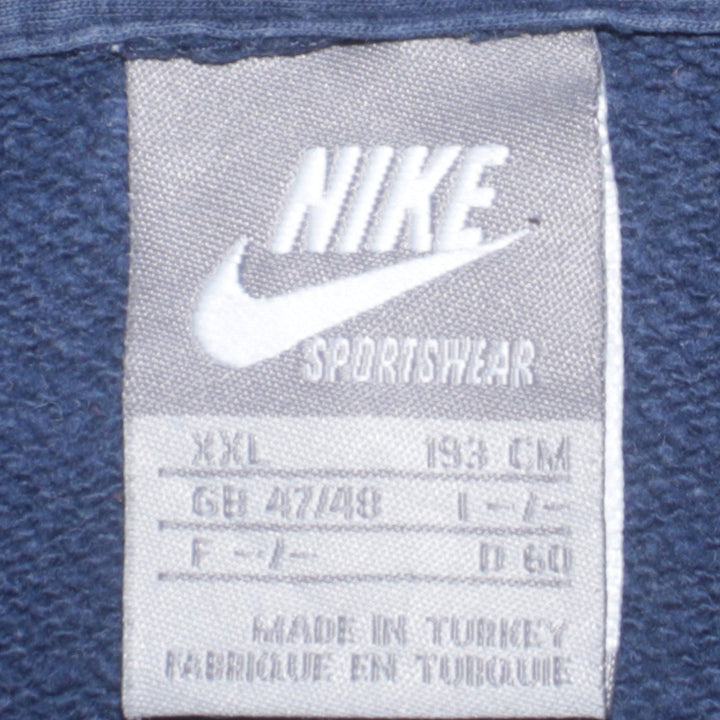 NIKE
SPORTSWEAR
XXL 193 CM
GB 47/48 I --/--
F --/-- D 60
MADE IN TURKEY
FABRIQUE EN TURQUIE